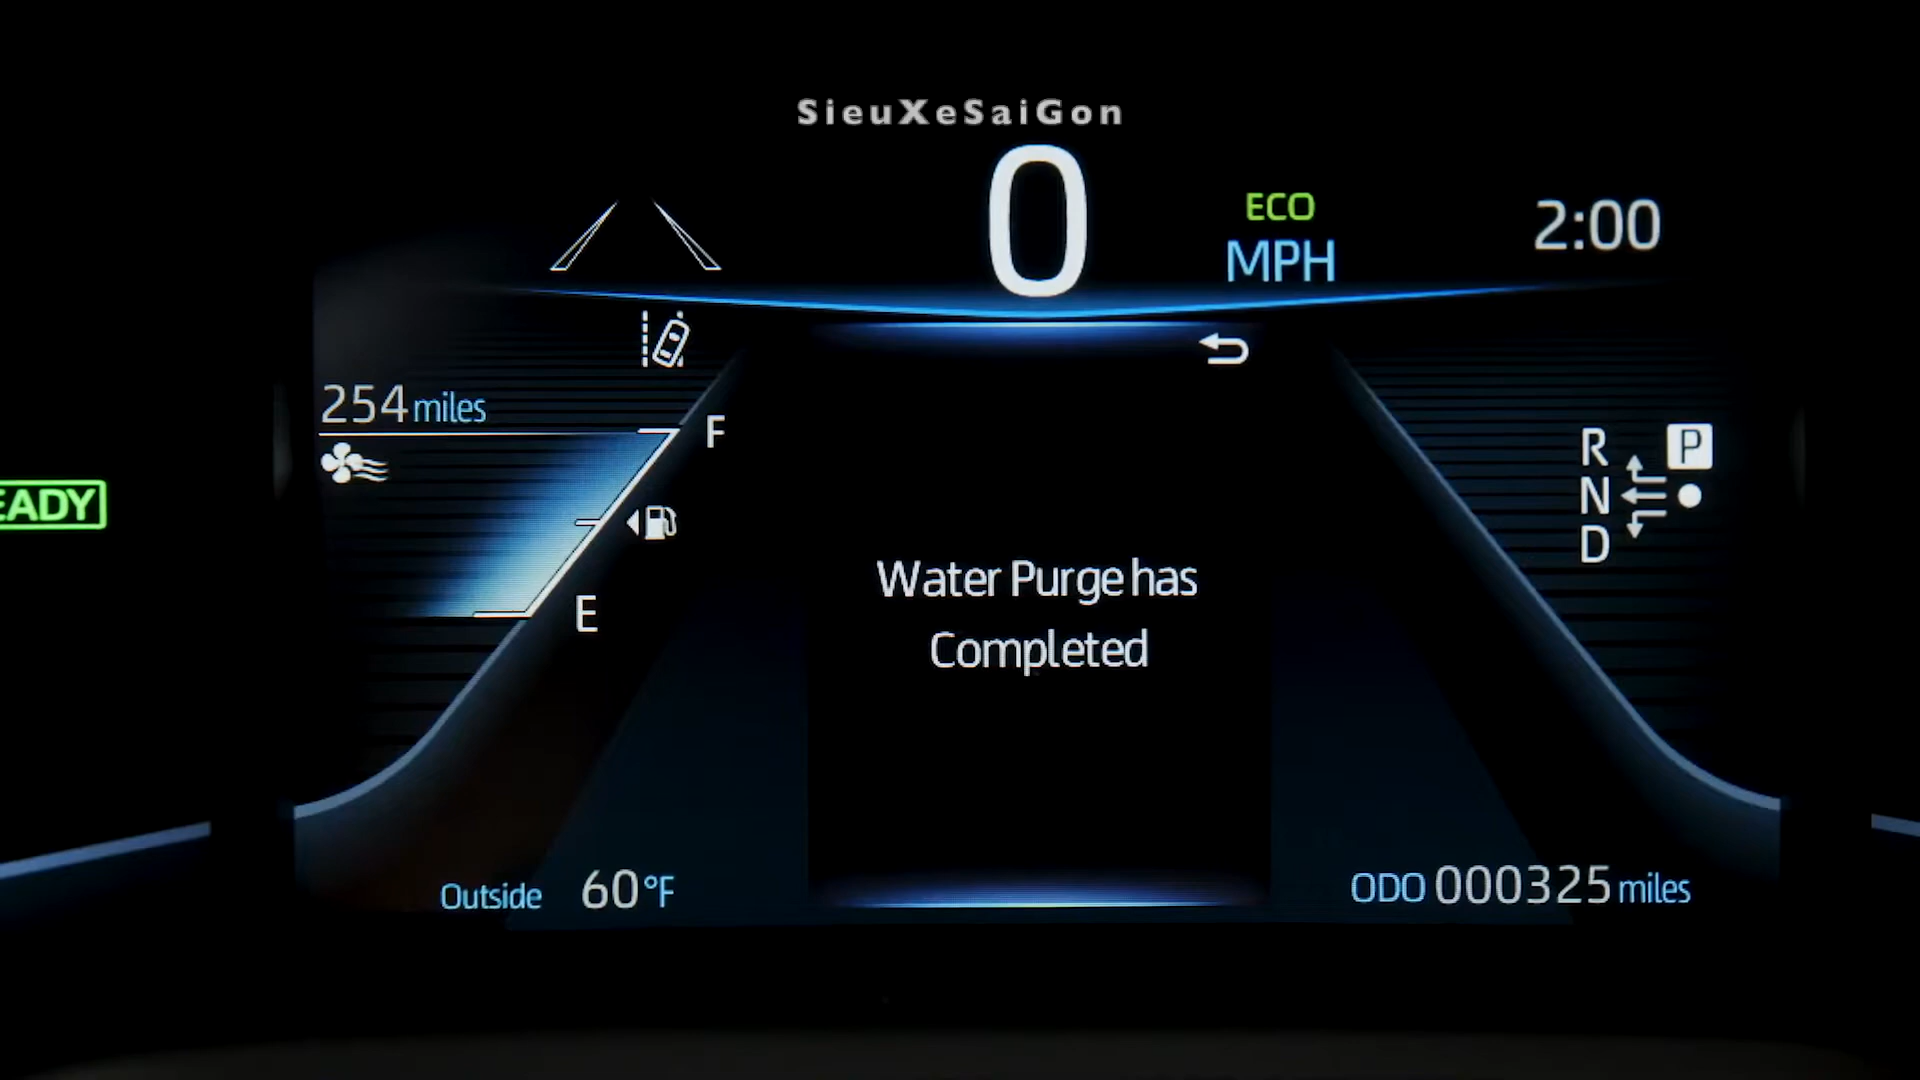 SieuXeSaiGon
0
ECO
MPH
2:00
254 miles
F
E
EADY
R
N
D
P
Water Purge has
Completed
Outside 60°F
ODO 000325 miles